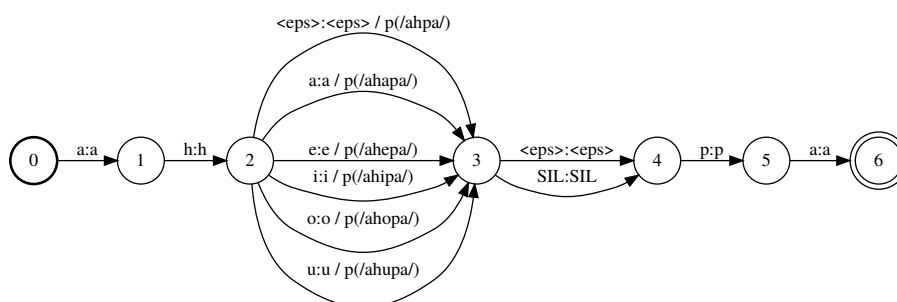 <eps>:<eps> / p(/ahpa/)
a:a / p(/ahapa/)
0 a:a 1 h:h 2 e:e / p(/ahepa/) 3 <eps>:<eps> 4 p:p 5 a:a 6
i:i / p(/ahipa/) SIL:SIL
o:o / p(/ahopa/)
u:u / p(/ahupa/)